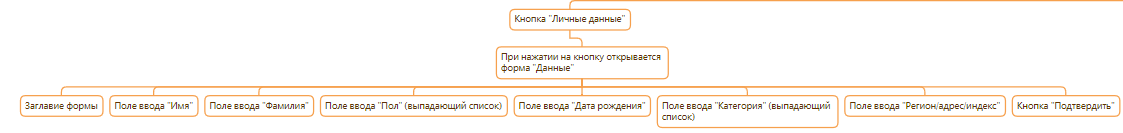 Кнопка "Личные данные"
При нажатии на кнопку открывается
форма "Данные"
Заглавие формы
Поле ввода "Имя"
Поле ввода "Фамилия"
Поле ввода "Пол" (выпадающий список)
Поле ввода "Дата рождения"
Поле ввода "Категория" (выпадающий
список)
Поле ввода "Регион/адрес/индекс"
Кнопка "Подтвердить"